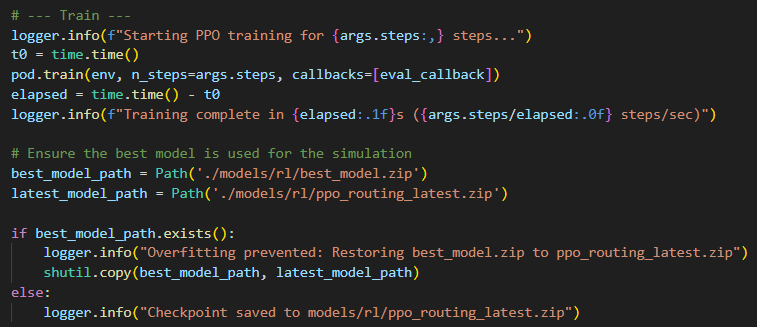 # --- Train ---
logger.info(f"Starting PPO training for {args.steps:,} steps...")
t0 = time.time()
pod.train(env, n_steps=args.steps, callbacks=[eval_callback])
elapsed = time.time() - t0
logger.info(f"Training complete in {elapsed:.1f}s ({args.steps/elapsed:.0f} steps/sec)")

# Ensure the best model is used for the simulation
best_model_path = Path('./models/rl/best_model.zip')
latest_model_path = Path('./models/rl/ppo_routing_latest.zip')

if best_model_path.exists():
    logger.info("Overfitting prevented: Restoring best_model.zip to ppo_routing_latest.zip")
    shutil.copy(best_model_path, latest_model_path)
else:
    logger.info("Checkpoint saved to models/rl/ppo_routing_latest.zip")